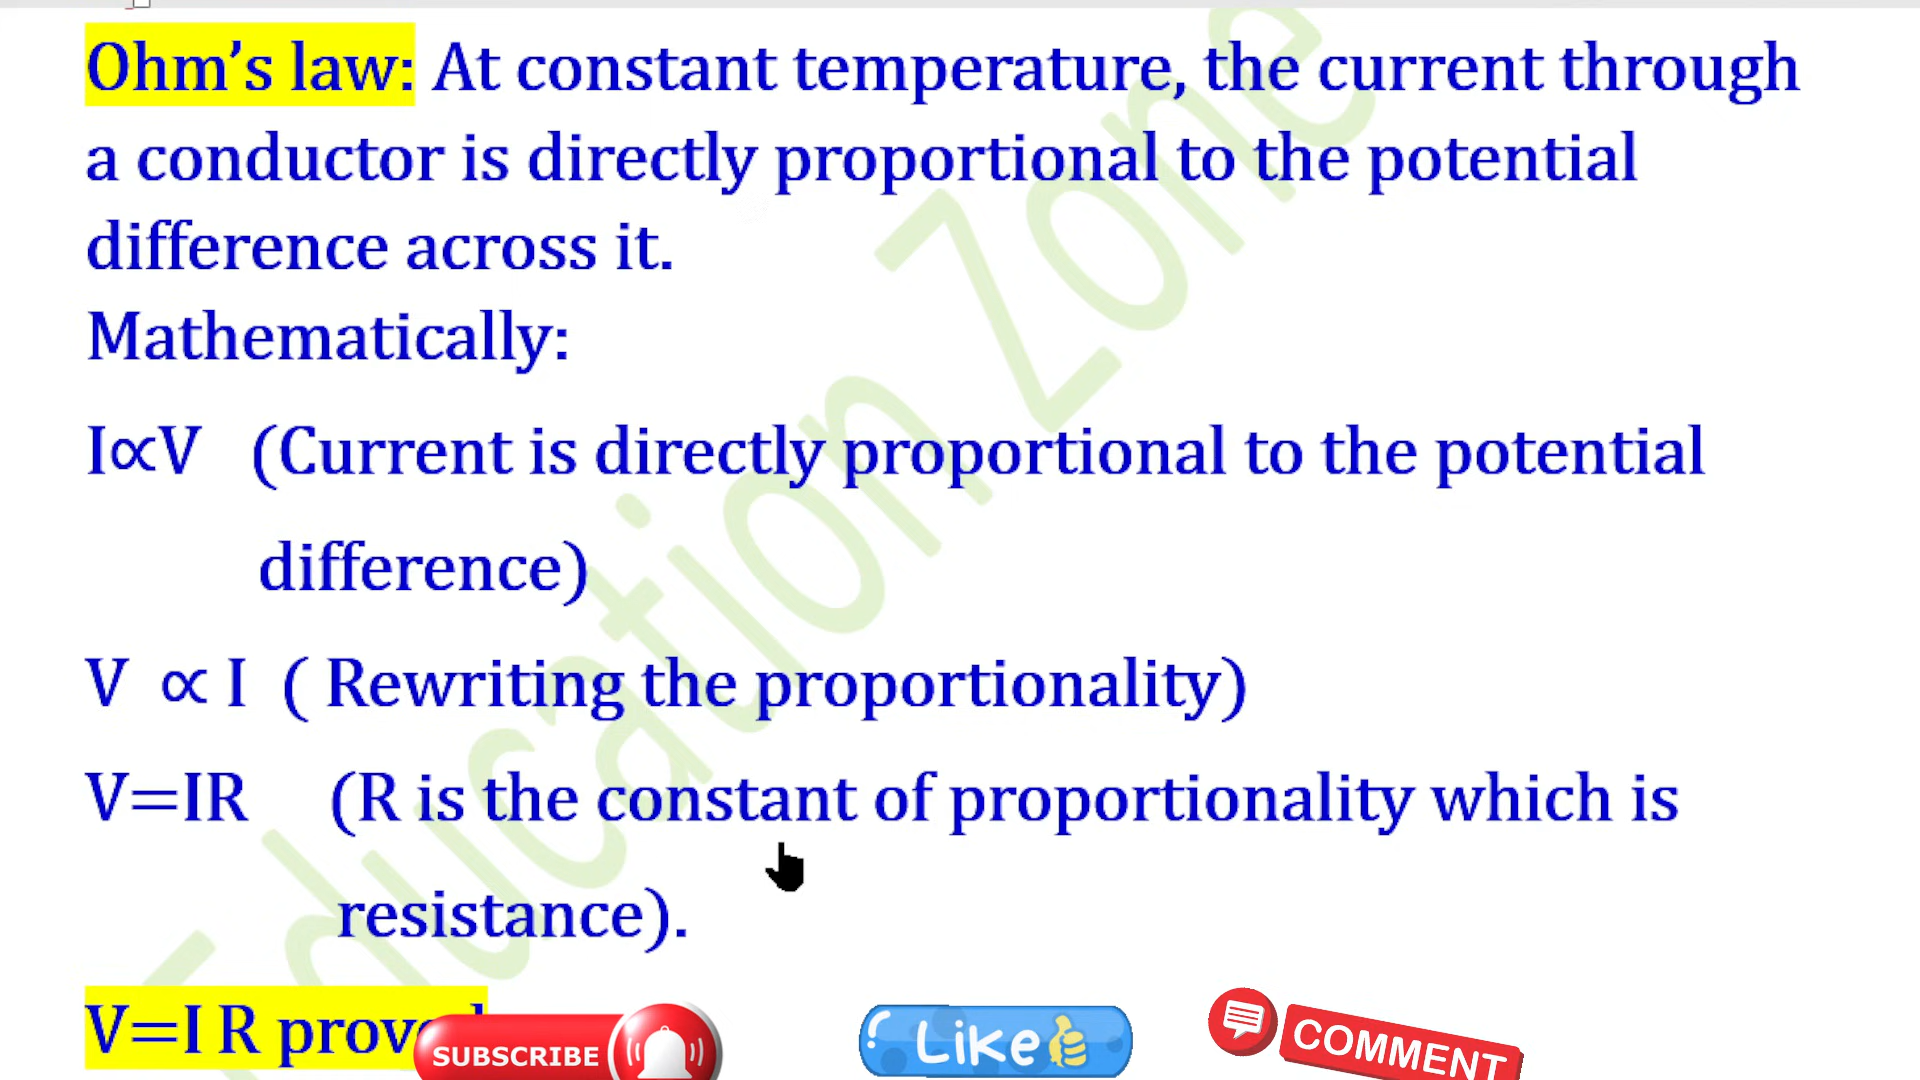 Ohm’s law: At constant temperature, the current through
a conductor is directly proportional to the potential
difference across it.
Mathematically:
I∝V (Current is directly proportional to the potential
difference)
V ∝ I ( Rewriting the proportionality)
V=IR (R is the constant of proportionality which is
resistance).
V=I R
SUBSCRIBE
Like
COMMENT
Education Zone